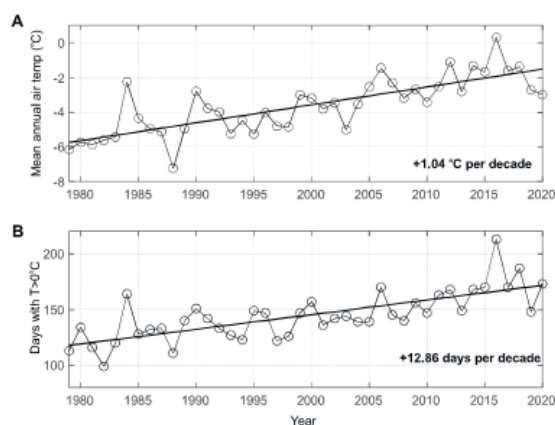 A
Mean annual air temp (°C)
0
-2
-4
-6
-8
1980 1985 1990 1995 2000 2005 2010 2015 2020
+1.04 °C per decade
B
Days with T>0°C
200
150
100
1980 1985 1990 1995 2000 2005 2010 2015 2020
+12.86 days per decade
Year